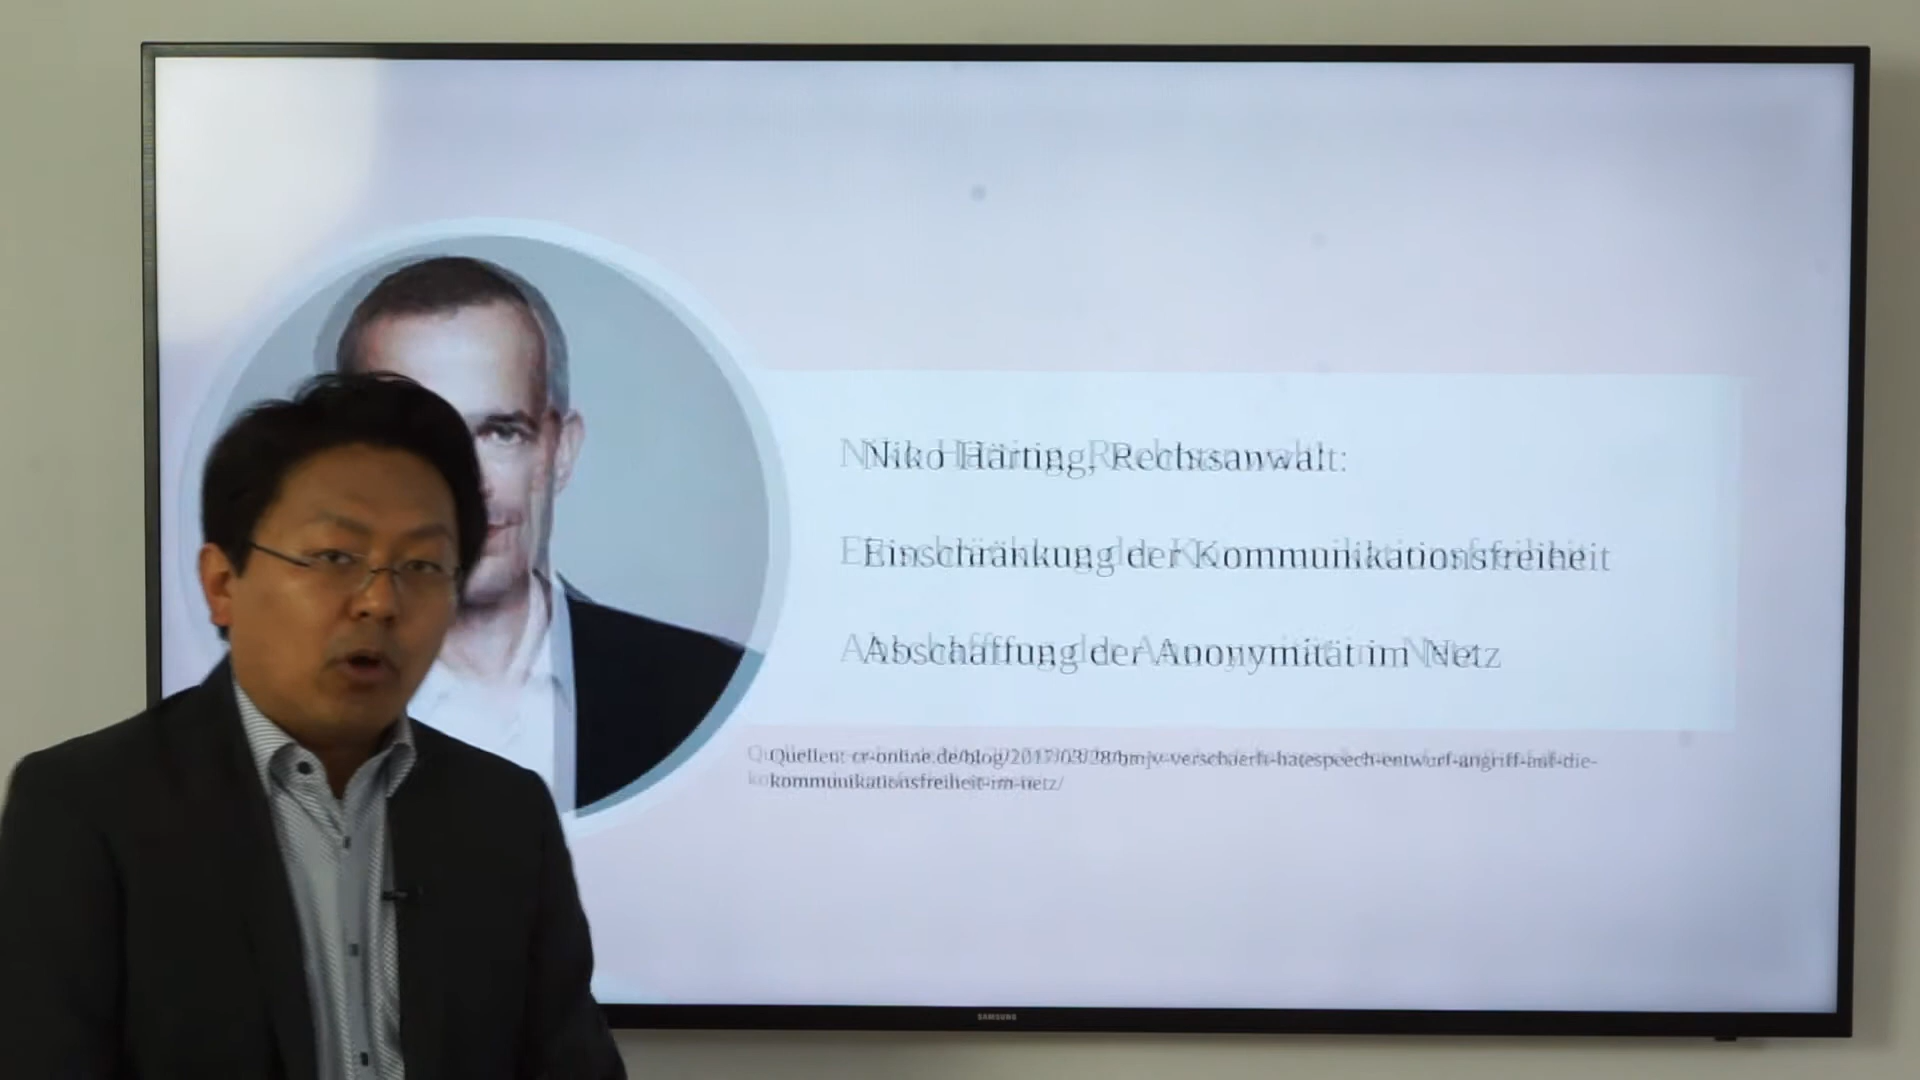 Niko Härting, Rechtsanwalt:
Einschränkung der Kommunikationsfreiheit
Abschaffung der Anonymität im Netz
Quellen: cr-online.de/blog/2017/03/28/bmjv-verschaerft-hatespeech-entwurf-angriff-auf-die-
kommunikationsfreiheit-im-netz/
SAMSUNG